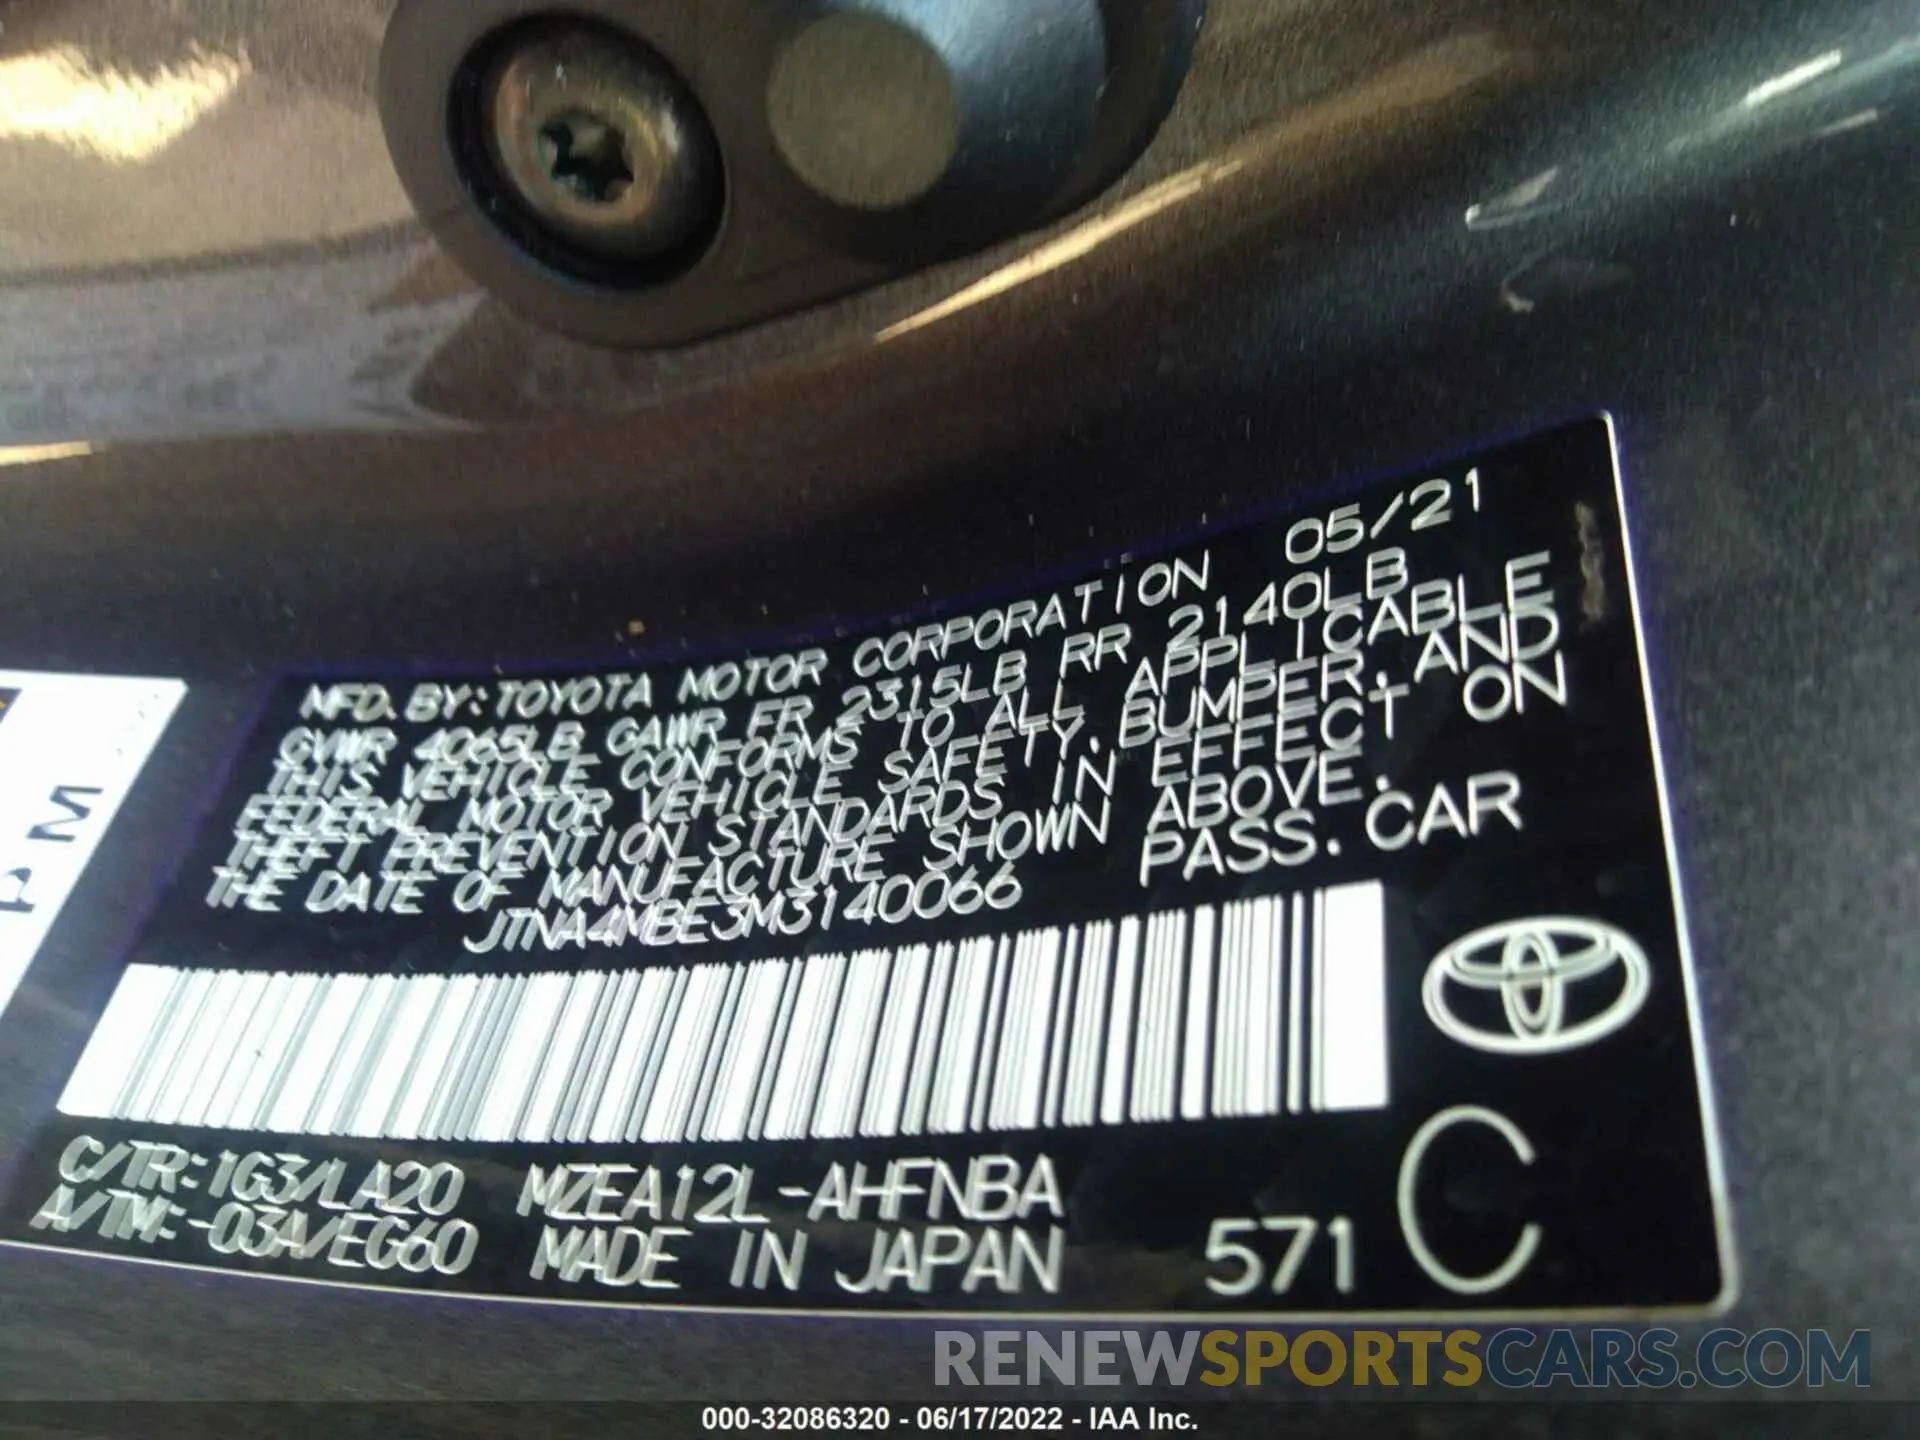 MFD. BY: TOYOTA MOTOR CORPORATION 05/21
GVWR 4065LB GAWR FR 2315LB RR 2140LB
THIS VEHICLE CONFORMS TO ALL APPLICABLE
FEDERAL MOTOR VEHICLE SAFETY, BUMPER, AND
THEFT PREVENTION STANDARDS IN EFFECT ON
THE DATE OF MANUFACTURE SHOWN ABOVE.
JTNA4MBE3M3140066 PASS. CAR
C/TR:1G3/LA20 MZEA12L-AHFNBA
A/TM:-03A/EG60 MADE IN JAPAN 571 C
PM
RENEWSPORTSCARS.COM
000-32086320 - 06/17/2022 - IAA Inc.